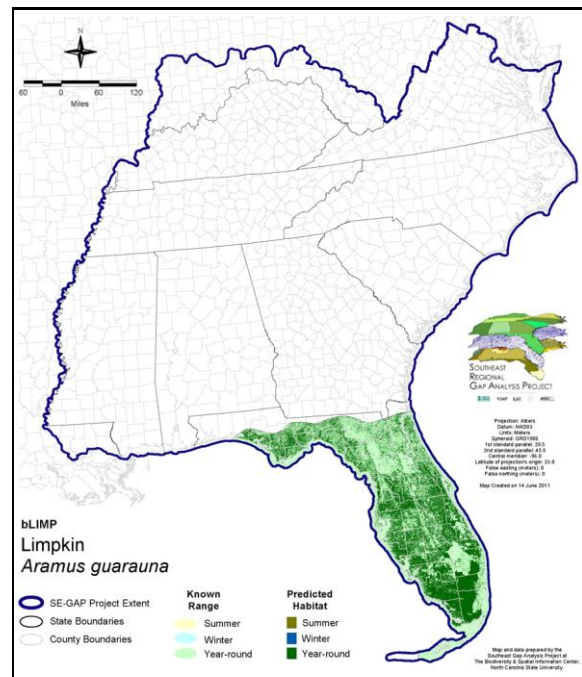 N
60 0 60 120
Miles
SOUTHEAST
REGIONAL
GAP ANALYSIS PROJECT
Projection: Albers
Datum: NAD83
Units: Meters
Spheroid: GRS1980
1st standard parallel: 29.5
2nd standard parallel: 45.5
Central meridian: -96.0
Latitude of projection's origin: 23.0
False easting (meters): 0
False northing (meters): 0
Map Created on 14 June 2011
bLIMP
Limpkin
Aramus guarauna
SE-GAP Project Extent
State Boundaries
County Boundaries
Known
Range
Summer
Winter
Year-round
Predicted
Habitat
Summer
Winter
Year-round
Map and data prepared by the
Southeast Gap Analysis Project at
The Biodiversity & Spatial Information Center,
North Carolina State University.